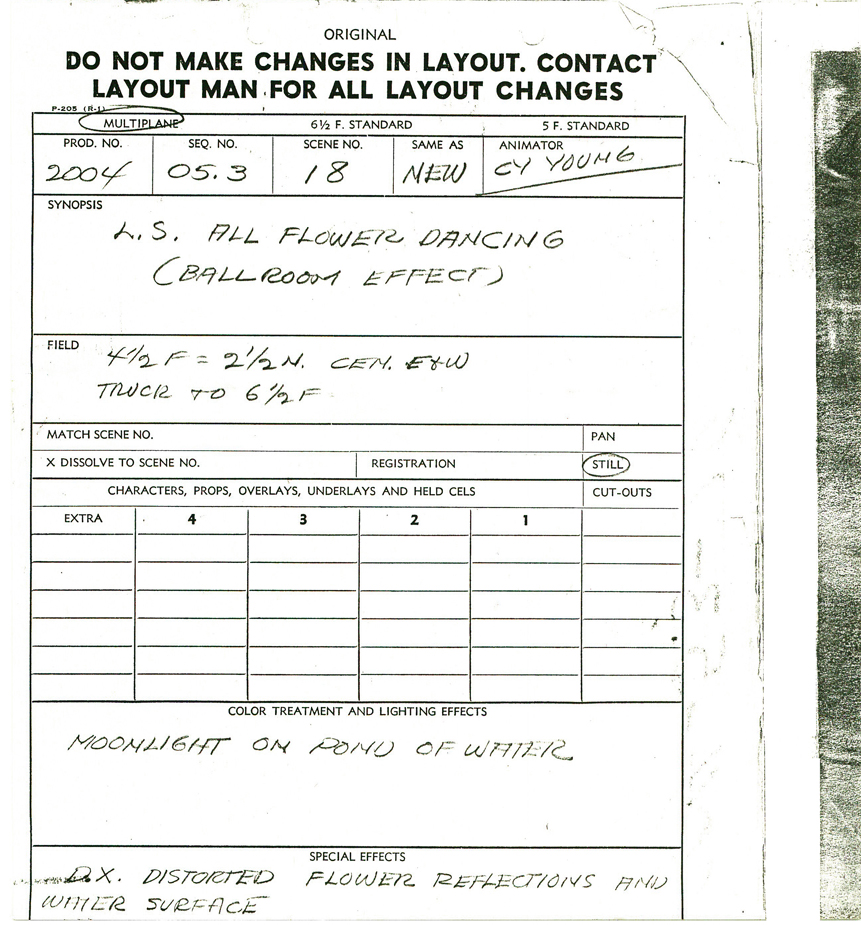 ORIGINAL
DO NOT MAKE CHANGES IN LAYOUT. CONTACT
LAYOUT MAN FOR ALL LAYOUT CHANGES
P-205 (R-1)
MULTIPLANE 6½ F. STANDARD 5 F. STANDARD
PROD. NO. SEQ. NO. SCENE NO. SAME AS ANIMATOR
2004 05.3 18 NEW CY YOUNG
SYNOPSIS
L.S. ALL FLOWER DANCING
(BALLROOM EFFECT)
FIELD
4½ F = 2½ N. CEN. E&W
TRUCK TO 6½ F
MATCH SCENE NO. PAN
X DISSOLVE TO SCENE NO. REGISTRATION STILL
CHARACTERS, PROPS, OVERLAYS, UNDERLAYS AND HELD CELS CUT-OUTS
EXTRA 4 3 2 1
COLOR TREATMENT AND LIGHTING EFFECTS
MOONLIGHT ON POND OF WATER
SPECIAL EFFECTS
D.X. DISTORTED FLOWER REFLECTIONS AND
WATER SURFACE